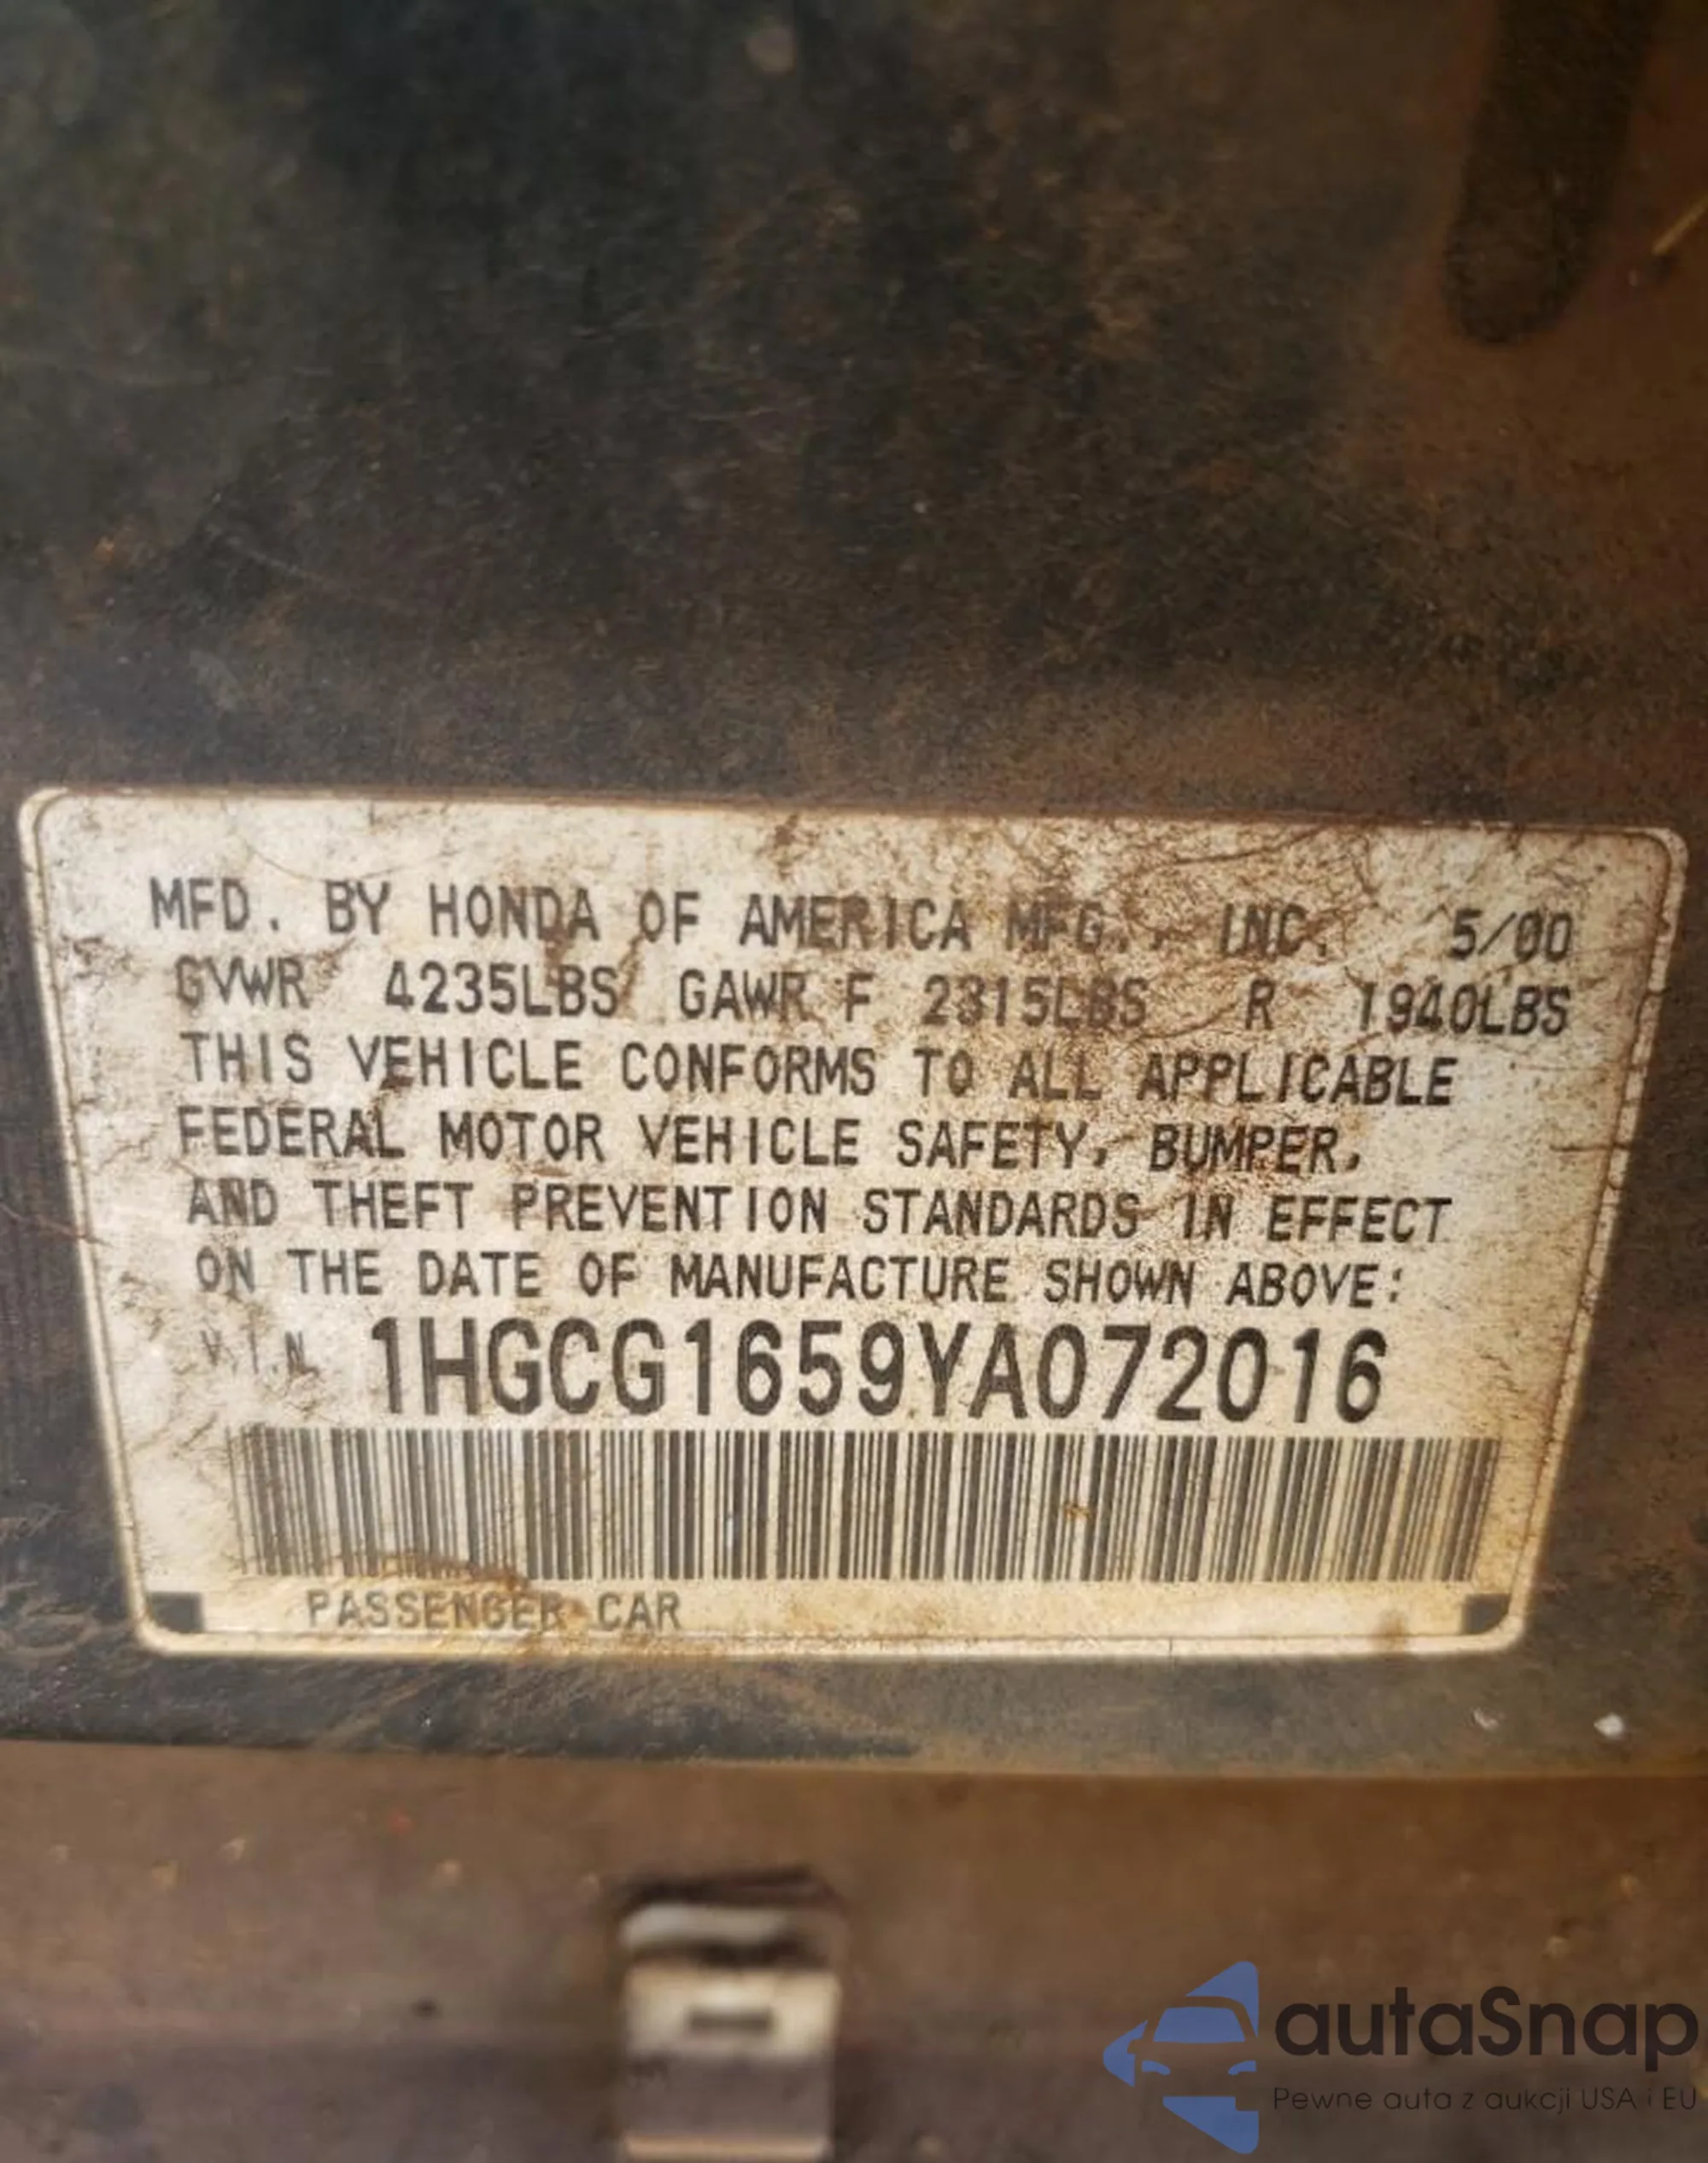 MFD. BY HONDA OF AMERICA MFG., INC. 5/00
GVWR 4235LBS GAWR F 2315LBS R 1940LBS
THIS VEHICLE CONFORMS TO ALL APPLICABLE
FEDERAL MOTOR VEHICLE SAFETY, BUMPER,
AND THEFT PREVENTION STANDARDS IN EFFECT
ON THE DATE OF MANUFACTURE SHOWN ABOVE:
V.I.N. 1HGCG1659YA072016
PASSENGER CAR
autaSnap
Pewne auta z aukcji USA i EU